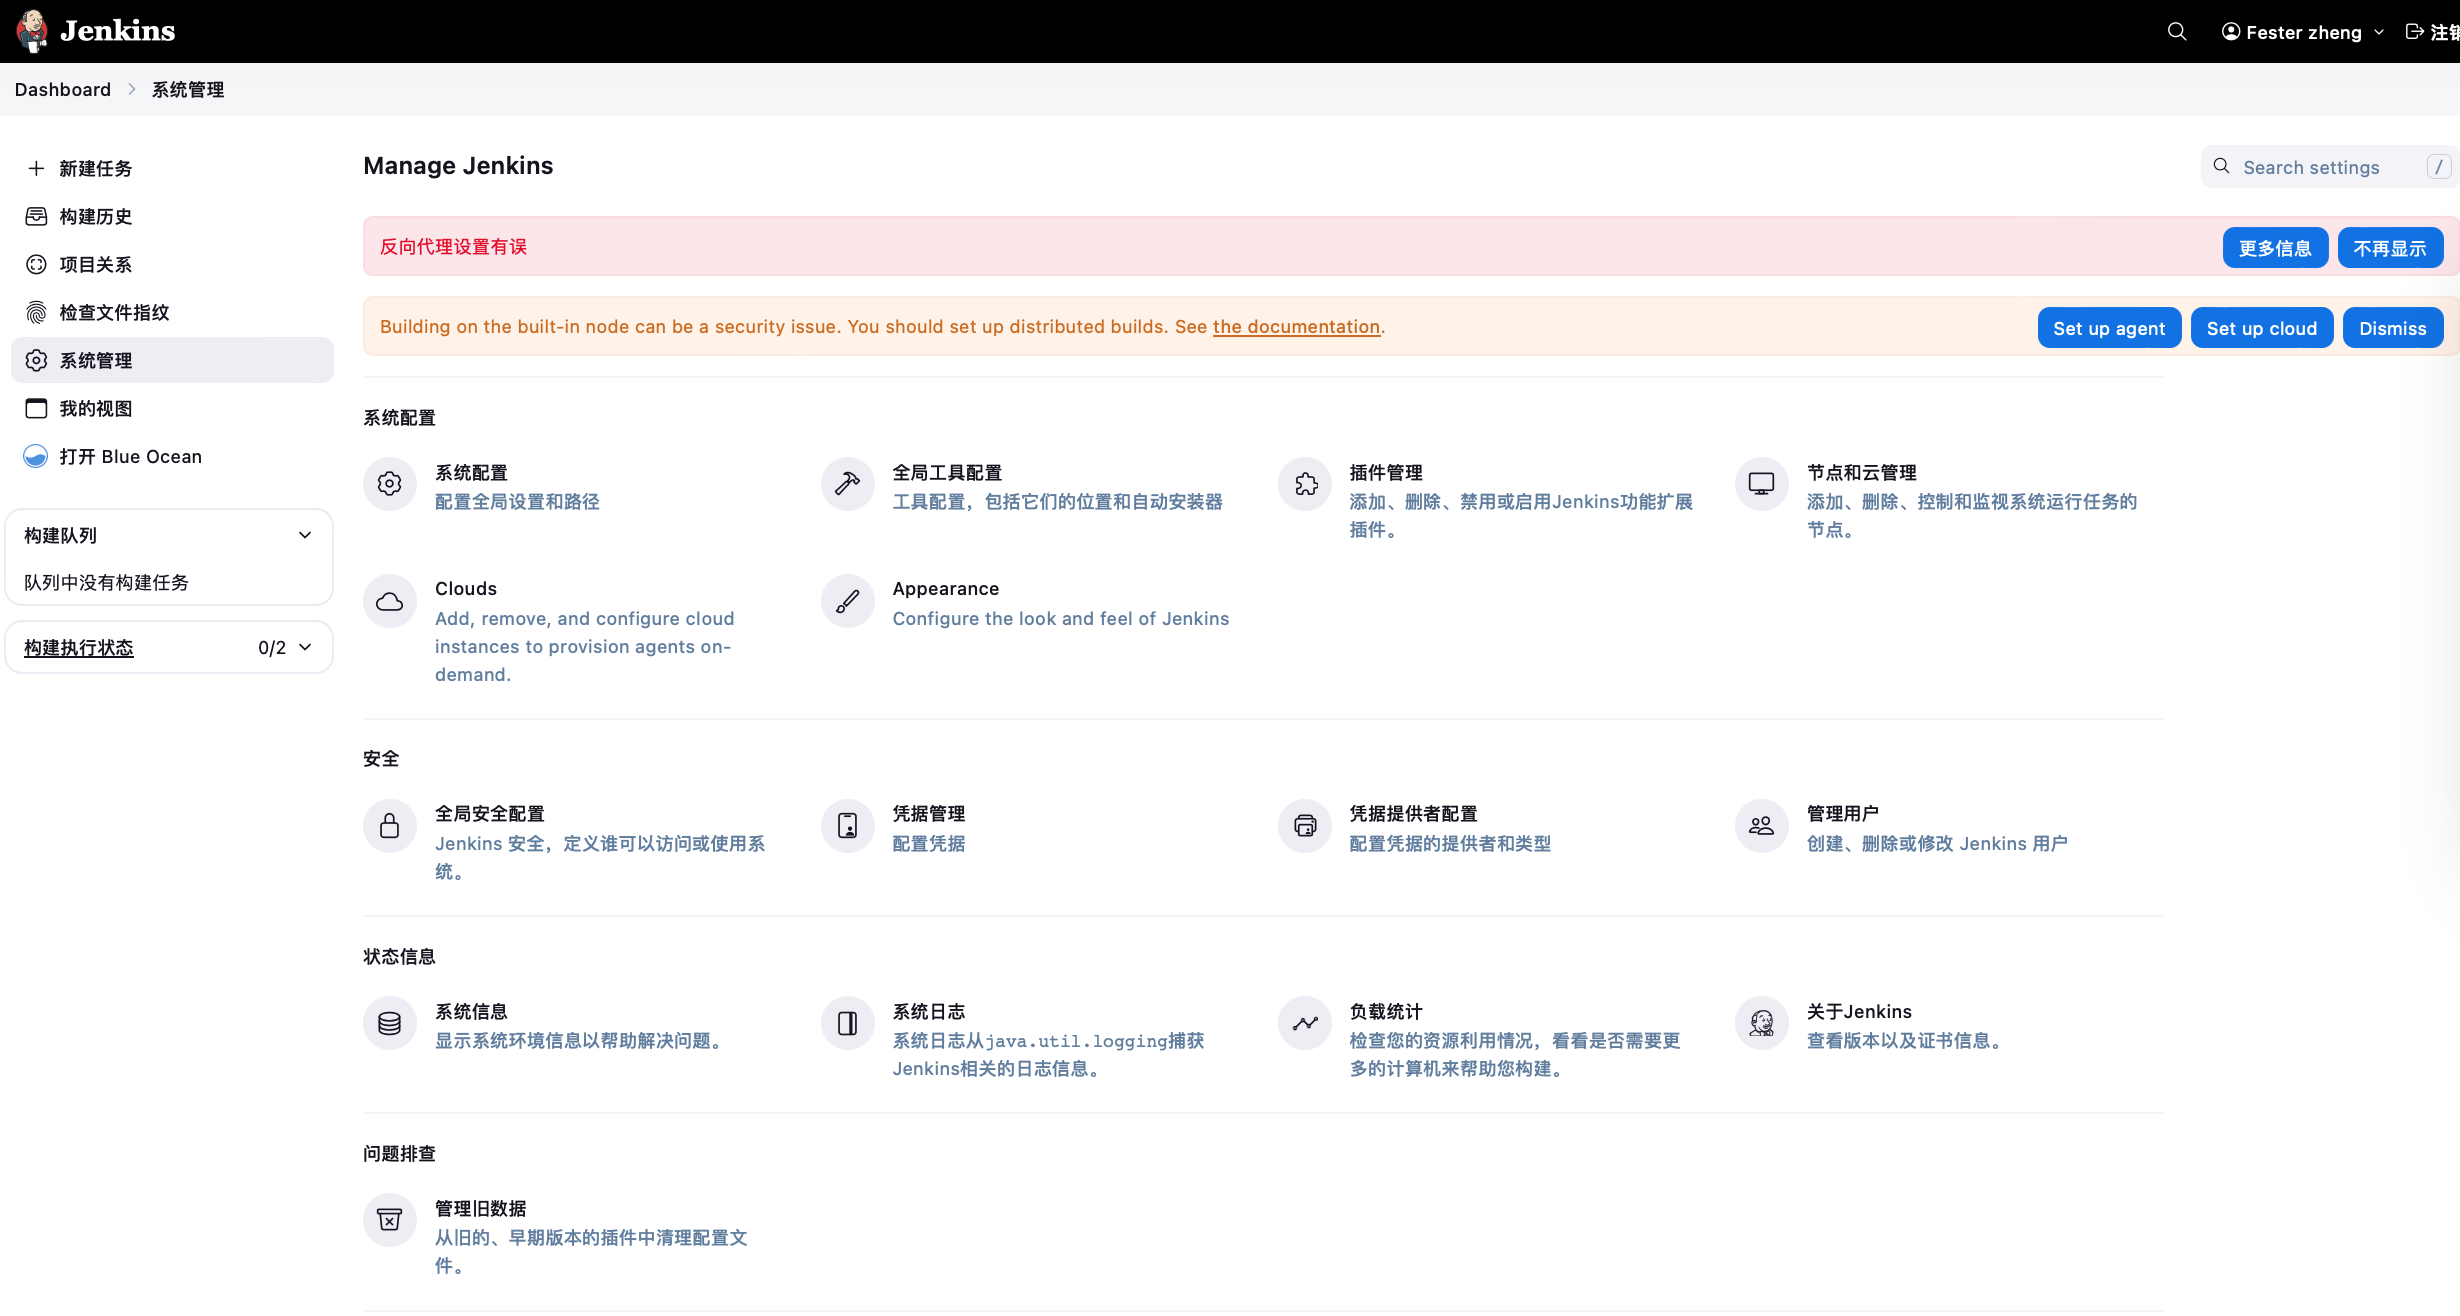 Jenkins
Fester zheng
注销
Dashboard
系统管理
新建任务
构建历史
项目关系
检查文件指纹
系统管理
我的视图
打开 Blue Ocean
构建队列
队列中没有构建任务
构建执行状态 0/2
Manage Jenkins
Search settings /
反向代理设置有误
更多信息
不再显示
Building on the built-in node can be a security issue. You should set up distributed builds. See the documentation.
Set up agent
Set up cloud
Dismiss
系统配置
系统配置
配置全局设置和路径
全局工具配置
工具配置，包括它们的位置和自动安装器
插件管理
添加、删除、禁用或启用Jenkins功能扩展
插件。
节点和云管理
添加、删除、控制和监视系统运行任务的
节点。
Clouds
Add, remove, and configure cloud
instances to provision agents on-
demand.
Appearance
Configure the look and feel of Jenkins
安全
全局安全配置
Jenkins 安全，定义谁可以访问或使用系
统。
凭据管理
配置凭据
凭据提供者配置
配置凭据的提供者和类型
管理用户
创建、删除或修改 Jenkins 用户
状态信息
系统信息
显示系统环境信息以帮助解决问题。
系统日志
系统日志从java.util.logging捕获
Jenkins相关的日志信息。
负载统计
检查您的资源利用情况，看看是否需要更
多的计算机来帮助您构建。
关于Jenkins
查看版本以及证书信息。
问题排查
管理旧数据
从旧的、早期版本的插件中清理配置文
件。